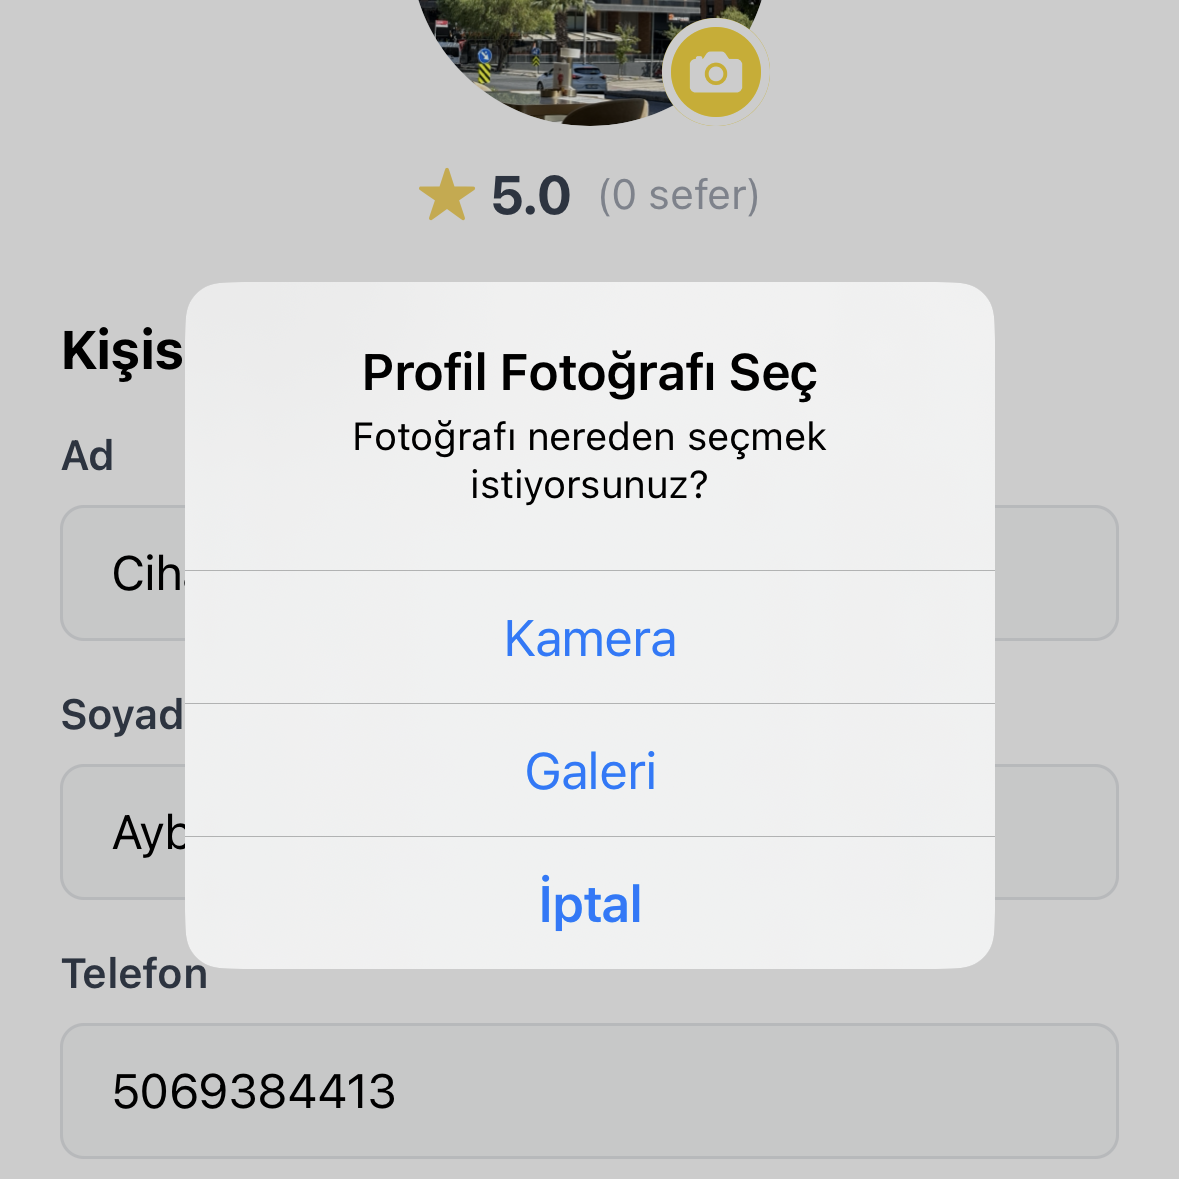 5.0 (0 sefer)
Profil Fotoğrafı Seç
Fotoğrafı nereden seçmek
istiyorsunuz?
Kamera
Galeri
İptal
Kişis
Ad
Cih
Soyad
Ayb
Telefon
5069384413